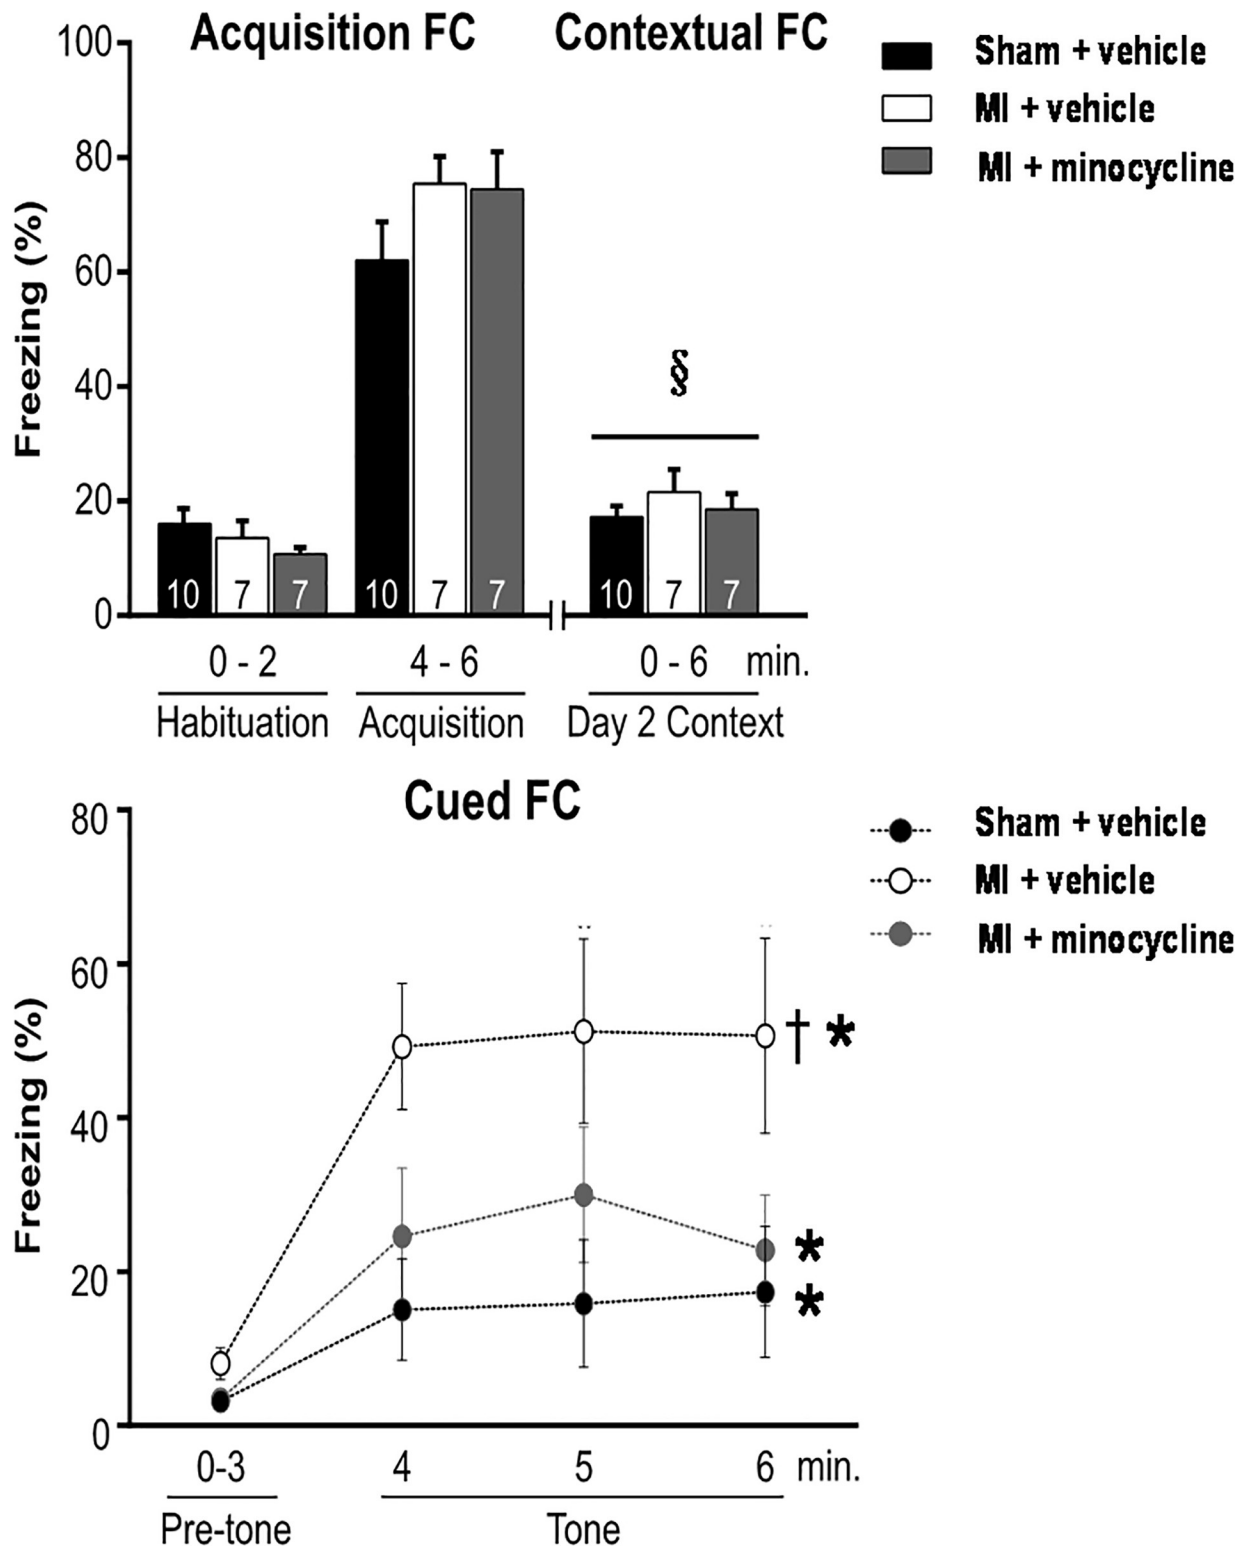 Acquisition FC
Contextual FC
Sham + vehicle
MI + vehicle
MI + minocycline
Freezing (%)
100
80
60
40
20
0
§
10 7 7 10 7 7 10 7 7
0 - 2 4 - 6 0 - 6 min.
Habituation Acquisition Day 2 Context
Cued FC
Sham + vehicle
MI + vehicle
MI + minocycline
Freezing (%)
80
60
40
20
0
† *
*
*
0-3 4 5 6 min.
Pre-tone Tone